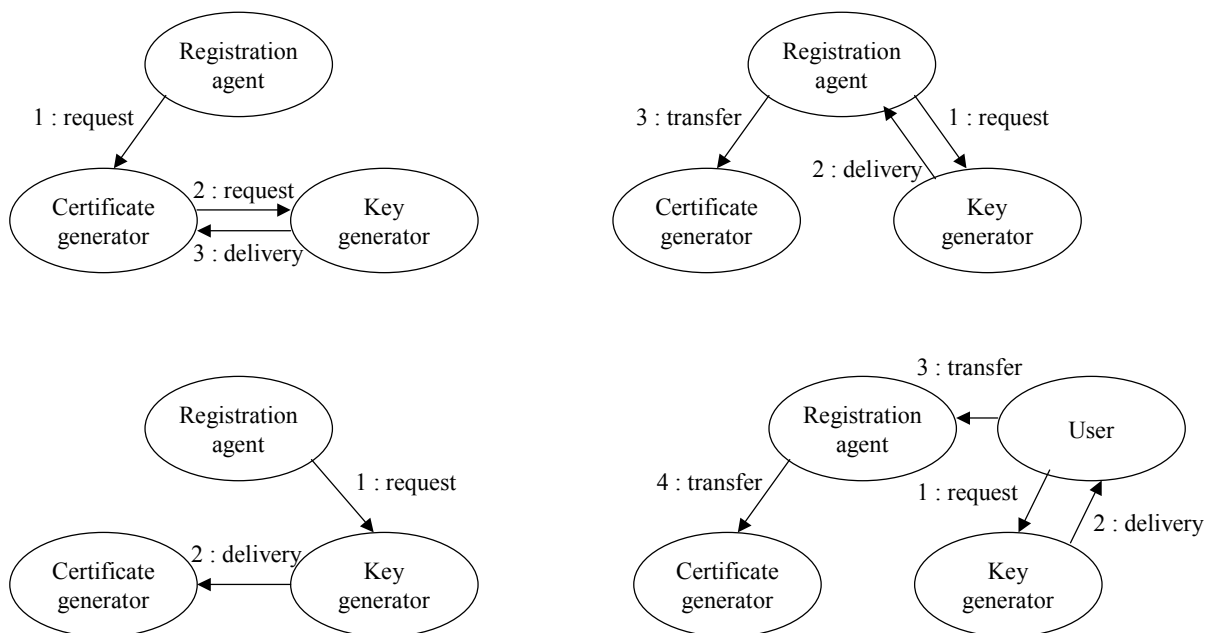 Registration
agent
1 : request
Certificate
generator
2 : request
3 : delivery
Key
generator
Registration
agent
3 : transfer
1 : request
2 : delivery
Certificate
generator
Key
generator
Registration
agent
1 : request
2 : delivery
Certificate
generator
Key
generator
3 : transfer
Registration
agent
User
4 : transfer
1 : request
2 : delivery
Certificate
generator
Key
generator